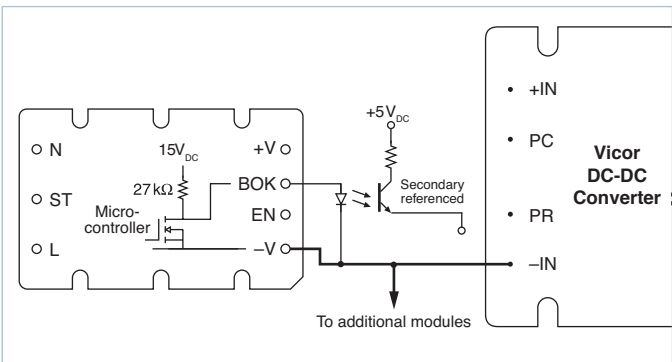 N
ST
L
15V DC
27kΩ
Micro-
controller
+V
BOK
EN
–V
+5V DC
Secondary
referenced
To additional modules
+IN
PC
PR
–IN
Vicor
DC-DC
Converter